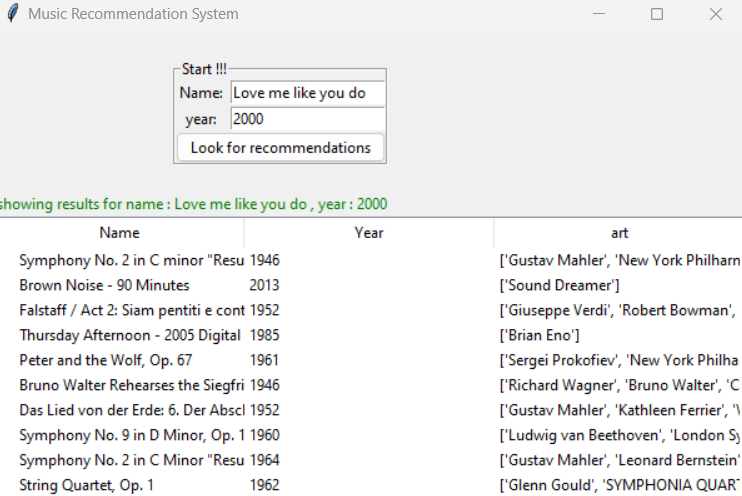 Music Recommendation System
Start !!!
Name: Love me like you do
year: 2000
Look for recommendations
showing results for name : Love me like you do , year : 2000
Name Year art
Symphony No. 2 in C minor "Resu 1946 ['Gustav Mahler', 'New York Philharn
Brown Noise - 90 Minutes 2013 ['Sound Dreamer']
Falstaff / Act 2: Siam pentiti e cont 1952 ['Giuseppe Verdi', 'Robert Bowman',
Thursday Afternoon - 2005 Digital 1985 ['Brian Eno']
Peter and the Wolf, Op. 67 1961 ['Sergei Prokofiev', 'New York Philha
Bruno Walter Rehearses the Siegfri 1946 ['Richard Wagner', 'Bruno Walter', 'C
Das Lied von der Erde: 6. Der Absc 1952 ['Gustav Mahler', 'Kathleen Ferrier', '
Symphony No. 9 in D Minor, Op. 1 1960 ['Ludwig van Beethoven', 'London Sy
Symphony No. 2 in C Minor "Resu 1964 ['Gustav Mahler', 'Leonard Bernstein'
String Quartet, Op. 1 1962 ['Glenn Gould', 'SYMPHONIA QUART